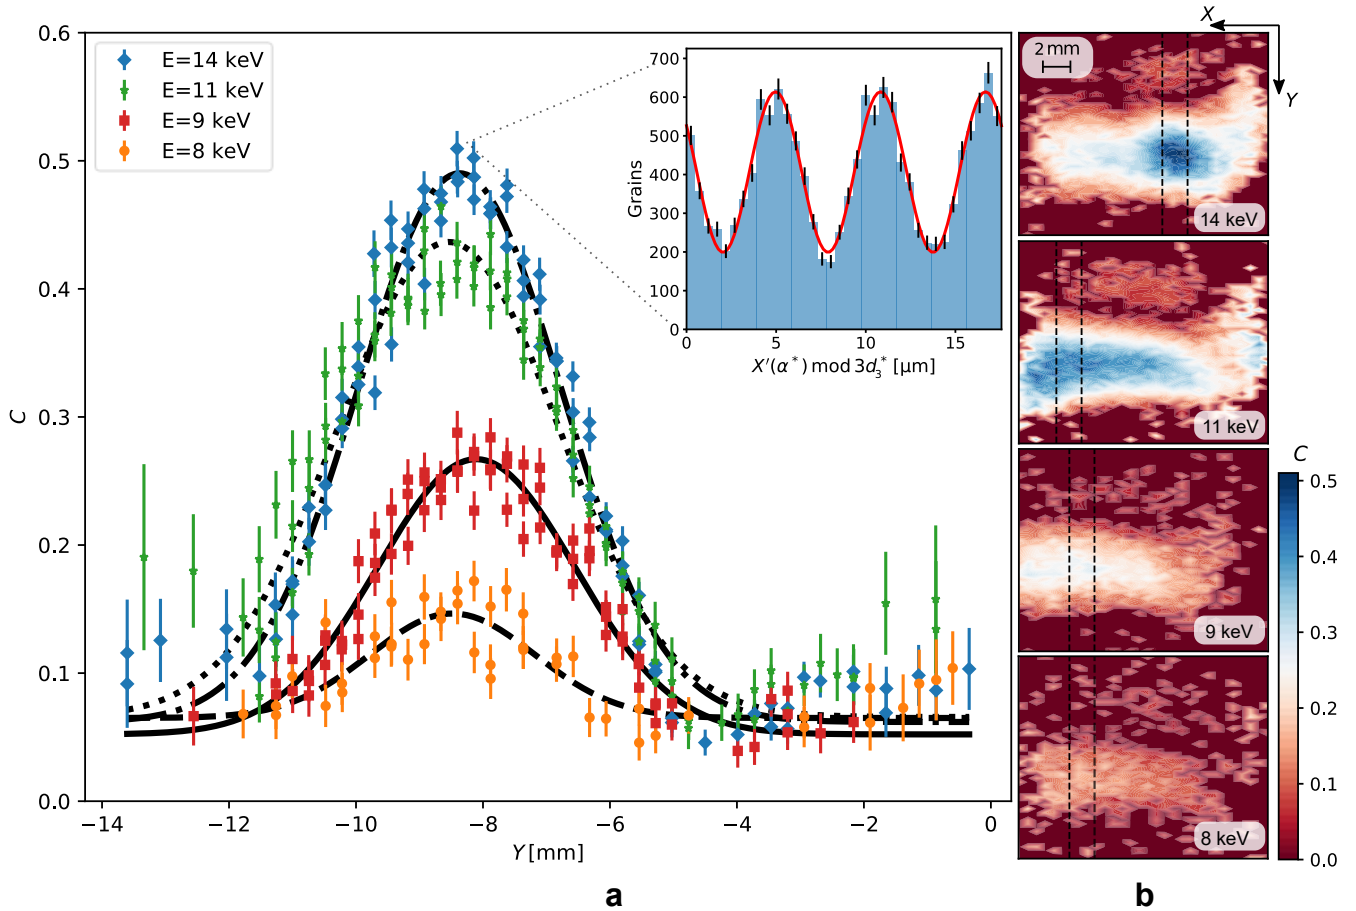 0.6
0.5
0.4
0.3
0.2
0.1
0.0
C
E=14 keV
E=11 keV
E=9 keV
E=8 keV
−14
−12
−10
−8
−6
−4
−2
0
Y [mm]
700
600
500
400
300
200
100
0
Grains
0
5
10
15
X′(α*) mod 3d₃* [µm]
a
X
Y
2 mm
14 keV
11 keV
9 keV
8 keV
C
0.5
0.4
0.3
0.2
0.1
0.0
b